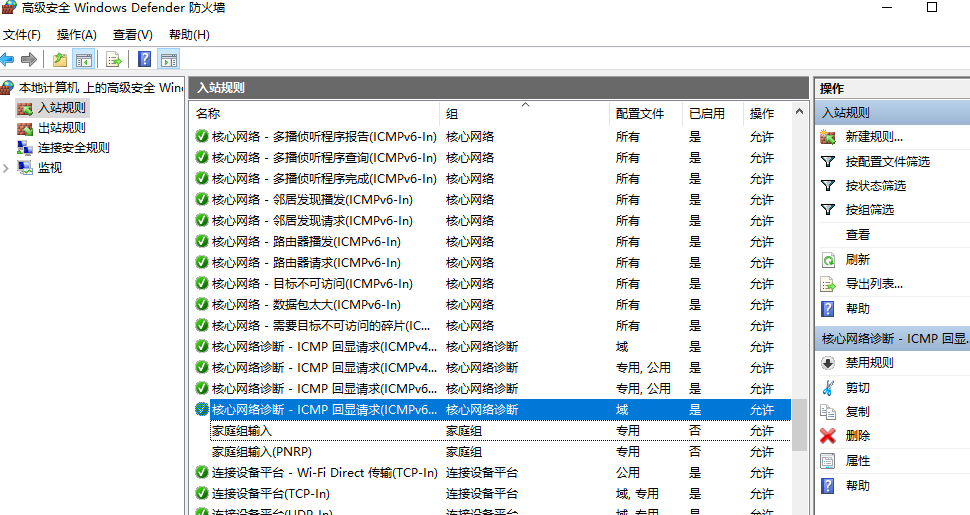 高级安全 Windows Defender 防火墙
文件(F) 操作(A) 查看(V) 帮助(H)
本地计算机 上的高级安全 Win
入站规则
出站规则
连接安全规则
监视
入站规则
名称 组 配置文件 已启用 操作
核心网络 - 多播侦听程序报告(ICMPv6-In) 核心网络 所有 是 允许
核心网络 - 多播侦听程序查询(ICMPv6-In) 核心网络 所有 是 允许
核心网络 - 多播侦听程序完成(ICMPv6-In) 核心网络 所有 是 允许
核心网络 - 邻居发现播发(ICMPv6-In) 核心网络 所有 是 允许
核心网络 - 邻居发现请求(ICMPv6-In) 核心网络 所有 是 允许
核心网络 - 路由器播发(ICMPv6-In) 核心网络 所有 是 允许
核心网络 - 路由器请求(ICMPv6-In) 核心网络 所有 是 允许
核心网络 - 目标不可访问(ICMPv6-In) 核心网络 所有 是 允许
核心网络 - 数据包太大(ICMPv6-In) 核心网络 所有 是 允许
核心网络 - 需要目标不可访问的碎片(IC... 核心网络 所有 是 允许
核心网络诊断 - ICMP 回显请求(ICMPv4... 核心网络诊断 域 是 允许
核心网络诊断 - ICMP 回显请求(ICMPv4... 核心网络诊断 专用, 公用 是 允许
核心网络诊断 - ICMP 回显请求(ICMPv6... 核心网络诊断 专用, 公用 是 允许
核心网络诊断 - ICMP 回显请求(ICMPv6... 核心网络诊断 域 是 允许
家庭组输入 家庭组 专用 否 允许
家庭组输入(PNRP) 家庭组 专用 否 允许
连接设备平台 - Wi-Fi Direct 传输(TCP-In) 连接设备平台 公用 是 允许
连接设备平台(TCP-In) 连接设备平台 域, 专用 是 允许
连接设备平台(UDP-In) 连接设备平台 域, 专用 是 允许
操作
入站规则
新建规则...
按配置文件筛选
按状态筛选
按组筛选
查看
刷新
导出列表...
帮助
核心网络诊断 - ICMP 回显...
禁用规则
剪切
复制
删除
属性
帮助